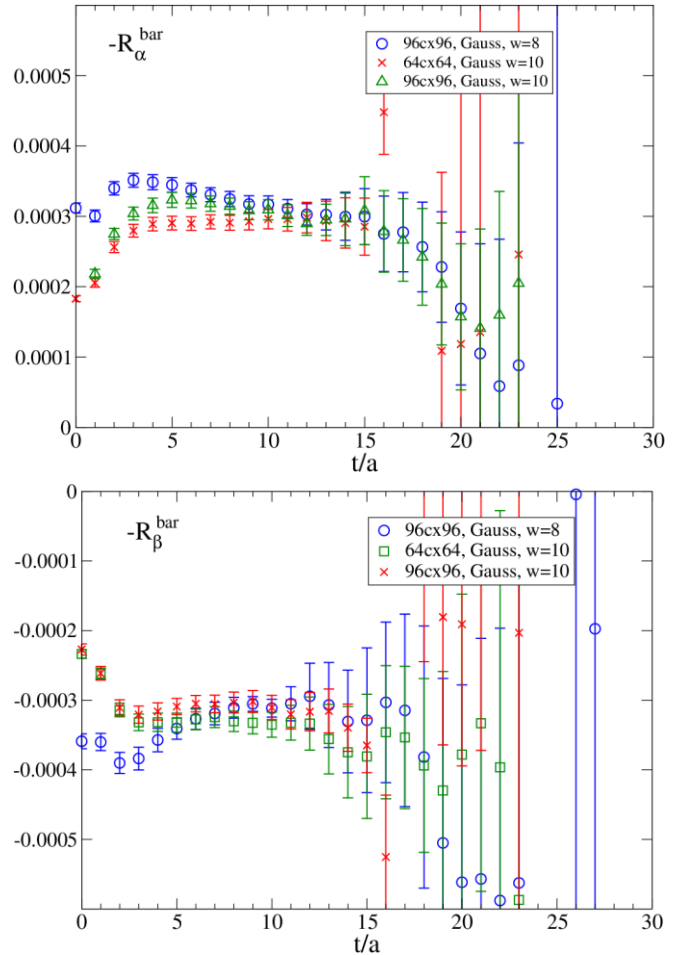 -Rα^bar
96cx96, Gauss, w=8
64cx64, Gauss w=10
96cx96, Gauss, w=10
0.0005
0.0004
0.0003
0.0002
0.0001
0
0 5 10 15 20 25 30
t/a
0
-Rβ^bar
96cx96, Gauss, w=8
64cx64, Gauss, w=10
96cx96, Gauss, w=10
-0.0001
-0.0002
-0.0003
-0.0004
-0.0005
0 5 10 15 20 25 30
t/a